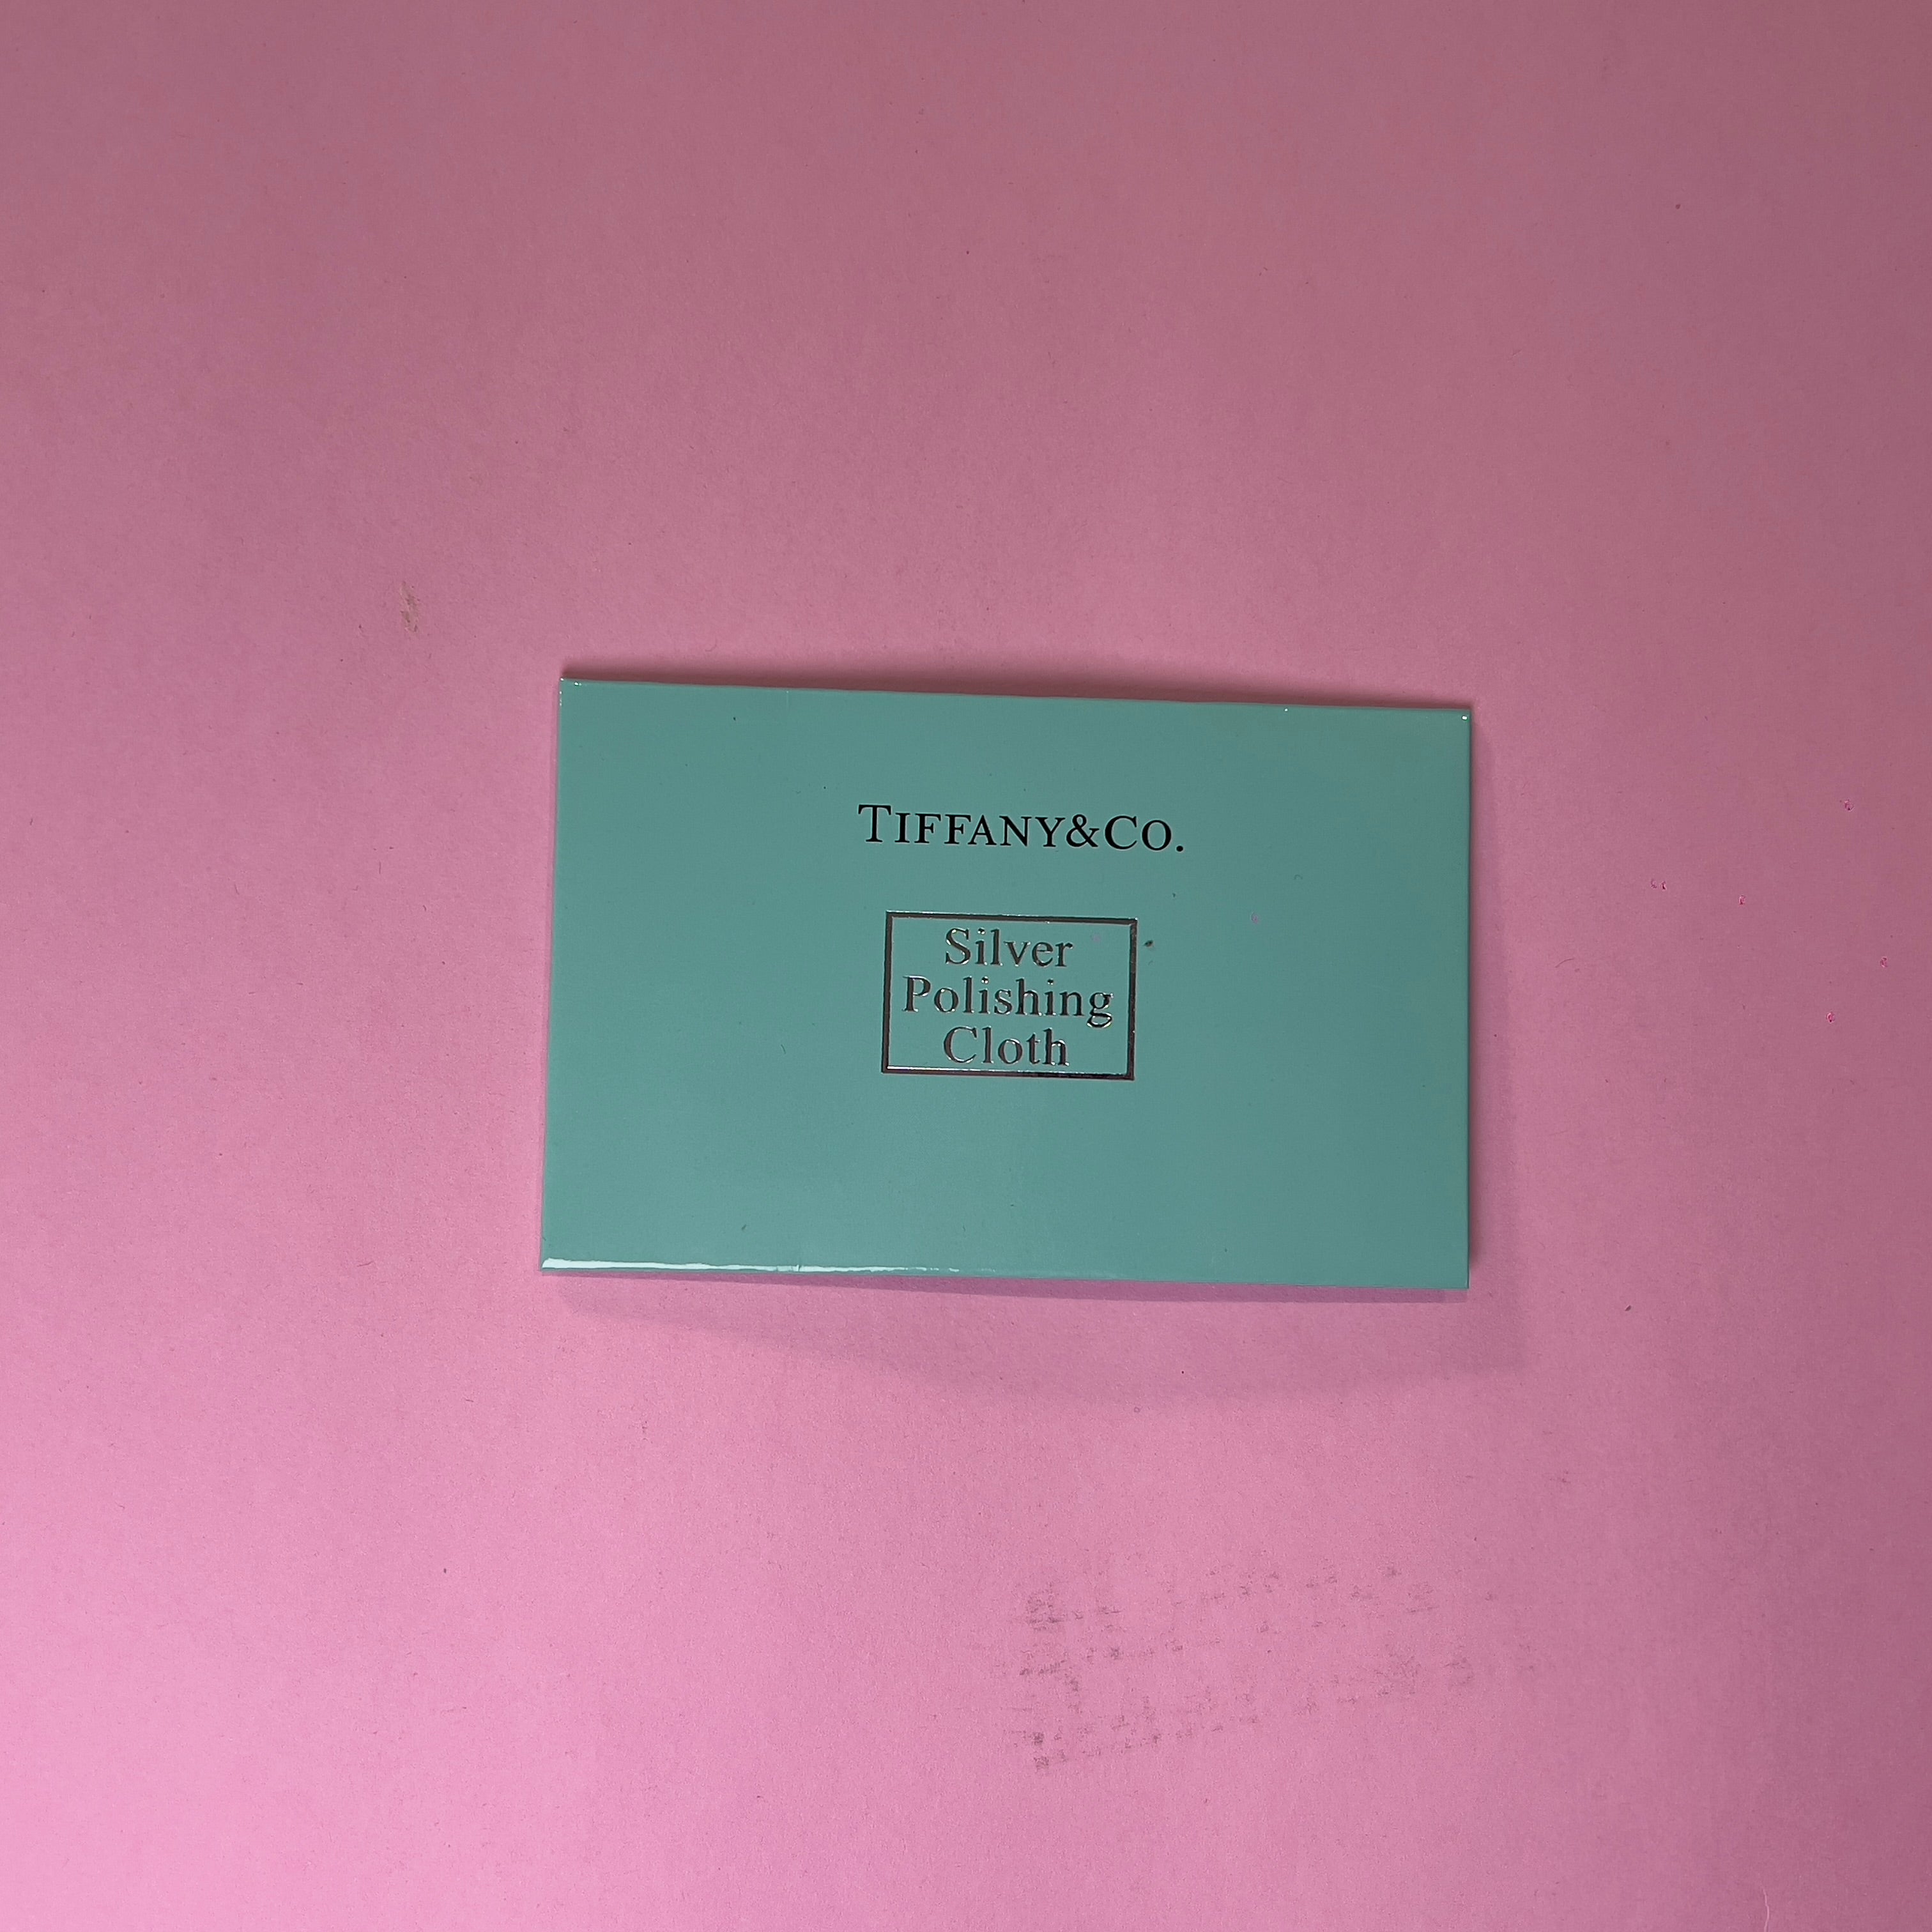 TIFFANY&CO.
Silver
Polishing
Cloth